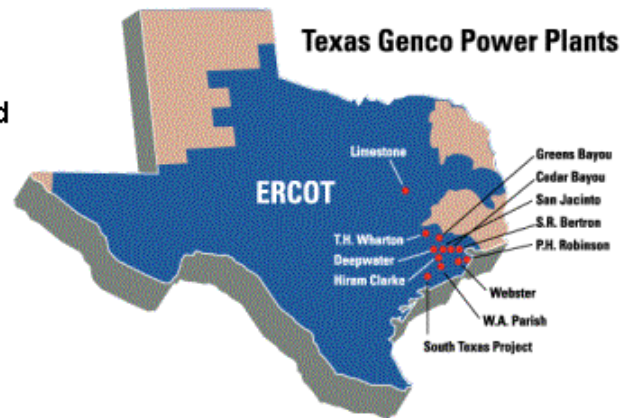 Texas Genco Power Plants
d
Limestone
ERCOT
Greens Bayou
Cedar Bayou
San Jacinto
S.R. Bertron
P.H. Robinson
T.H. Wharton
Deepwater
Hiram Clarke
Webster
W.A. Parish
South Texas Project